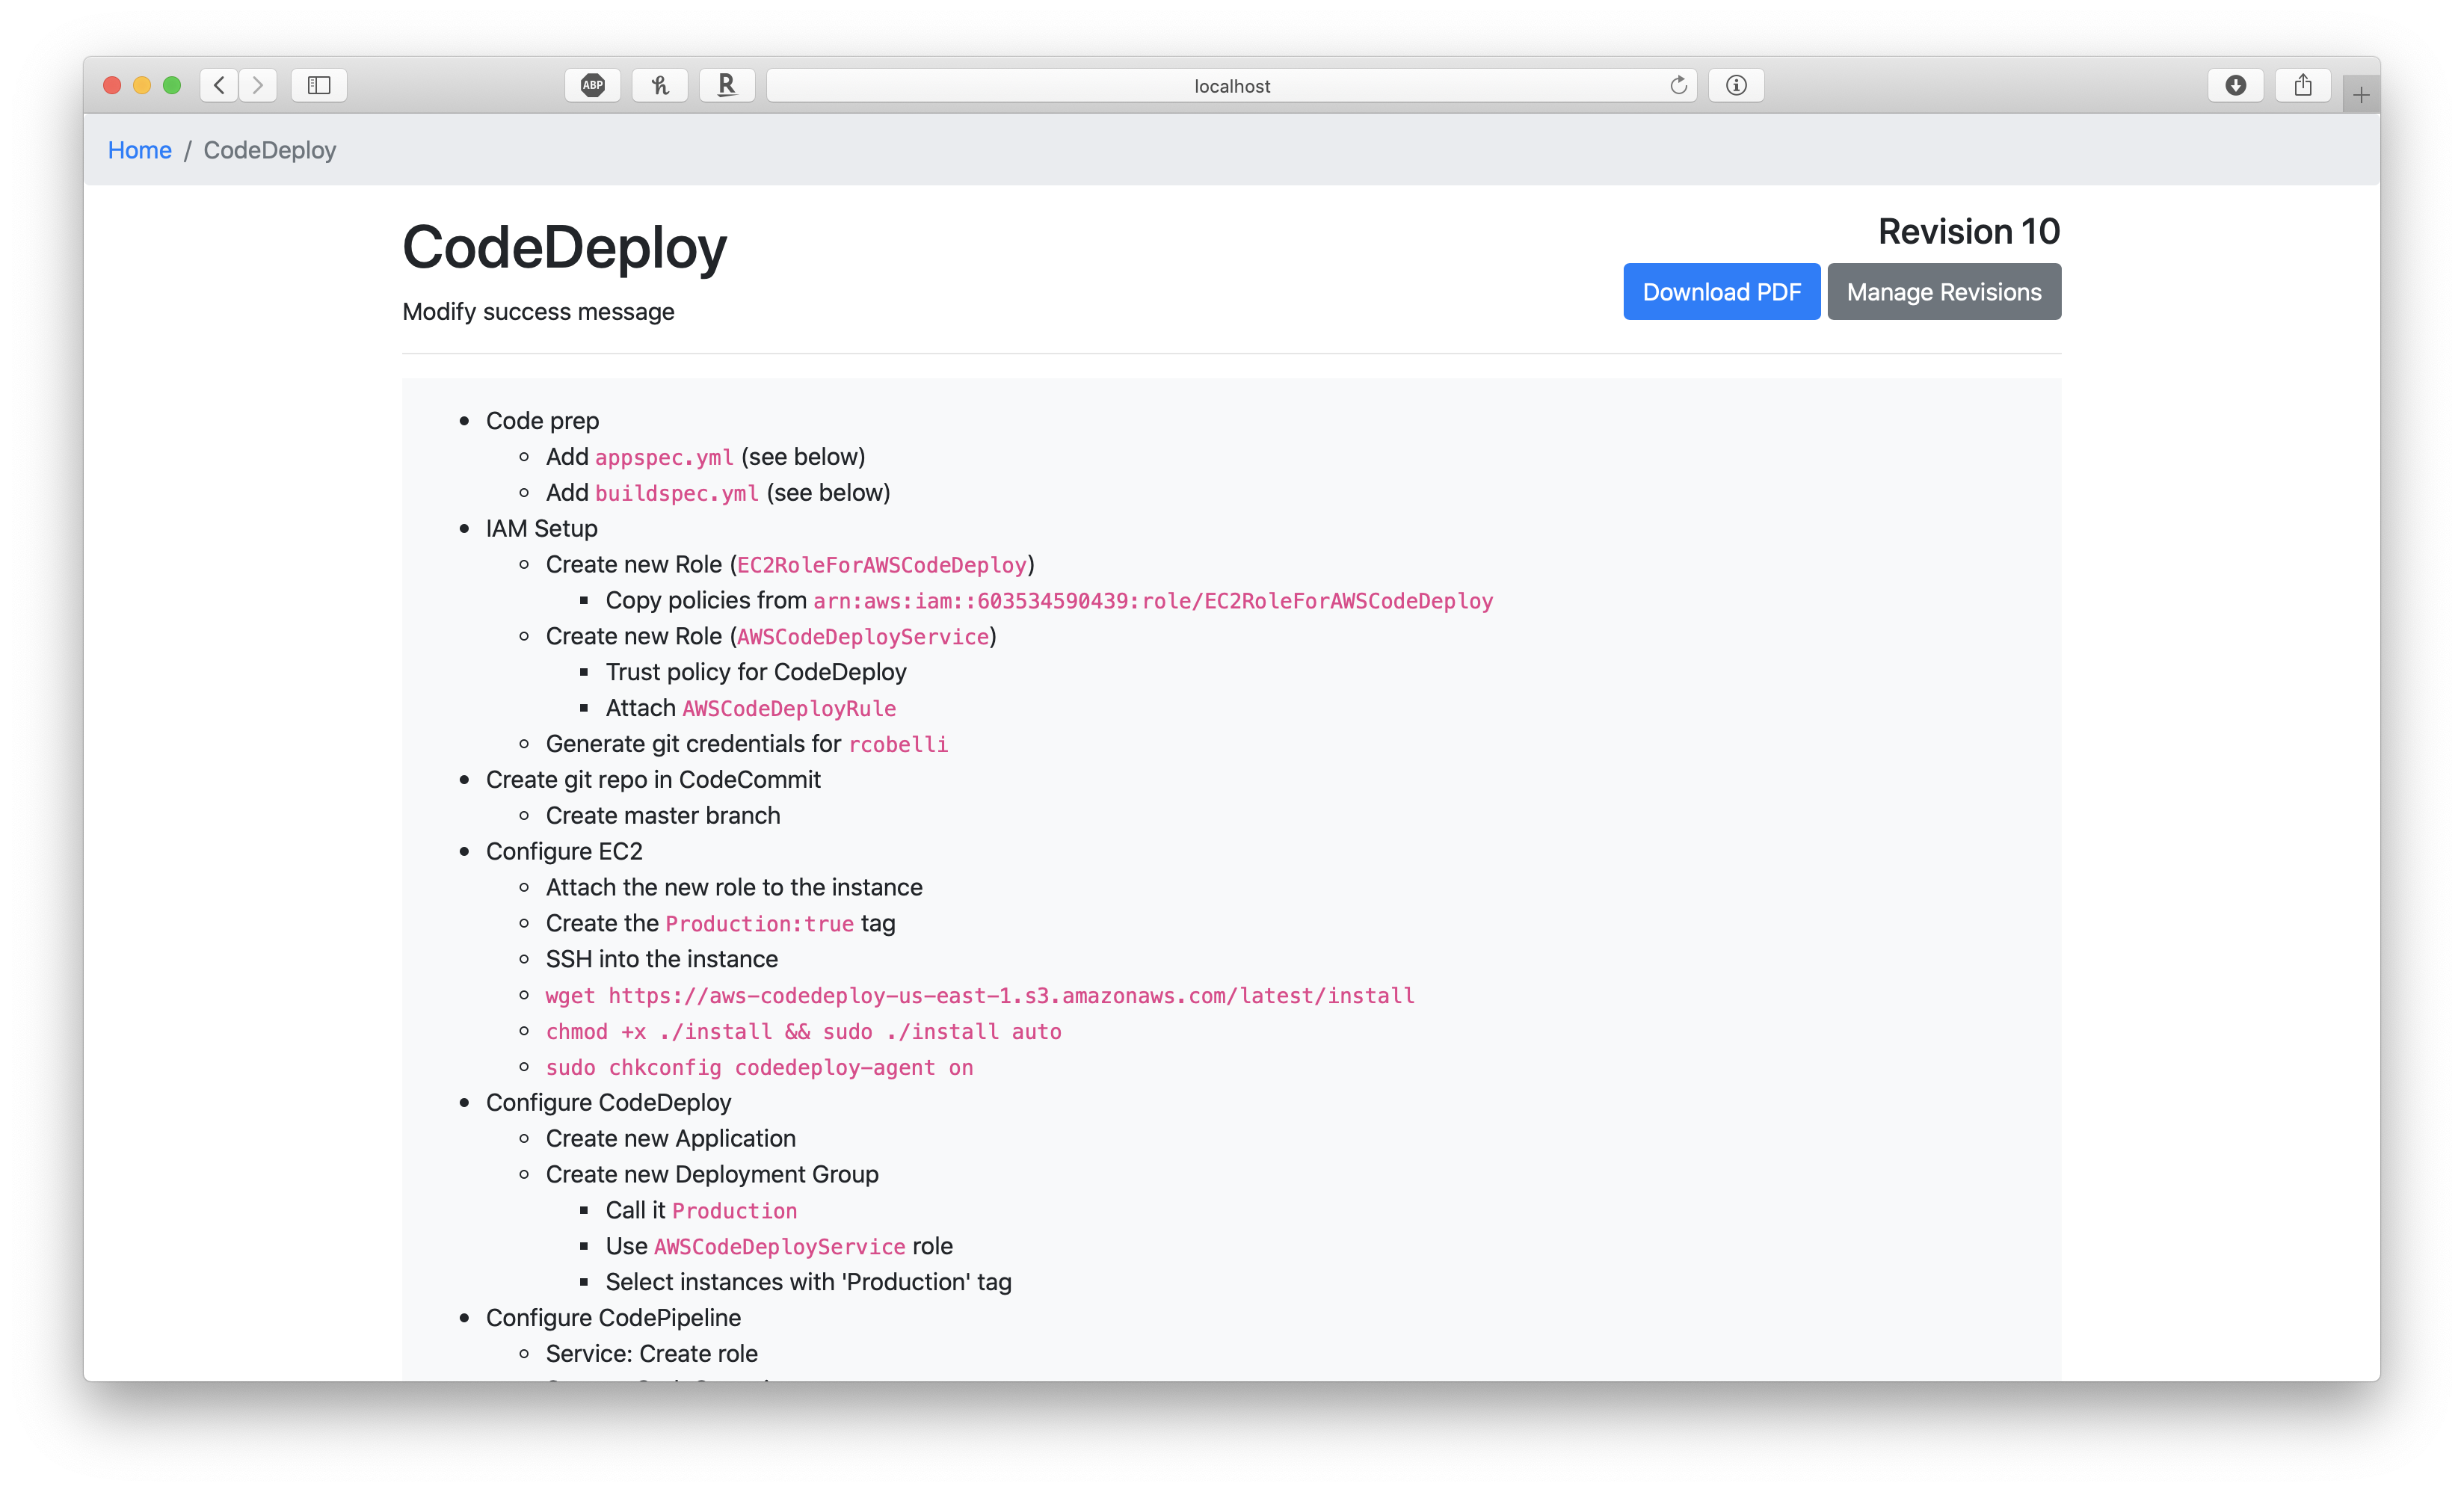 ABP
localhost
Home / CodeDeploy
CodeDeploy
Revision 10
Modify success message
Download PDF
Manage Revisions
Code prep
Add appspec.yml (see below)
Add buildspec.yml (see below)
IAM Setup
Create new Role (EC2RoleForAWSCodeDeploy)
Copy policies from arn:aws:iam::603534590439:role/EC2RoleForAWSCodeDeploy
Create new Role (AWSCodeDeployService)
Trust policy for CodeDeploy
Attach AWSCodeDeployRule
Generate git credentials for rcobelli
Create git repo in CodeCommit
Create master branch
Configure EC2
Attach the new role to the instance
Create the Production:true tag
SSH into the instance
wget https://aws-codedeploy-us-east-1.s3.amazonaws.com/latest/install
chmod +x ./install && sudo ./install auto
sudo chkconfig codedeploy-agent on
Configure CodeDeploy
Create new Application
Create new Deployment Group
Call it Production
Use AWSCodeDeployService role
Select instances with 'Production' tag
Configure CodePipeline
Service: Create role